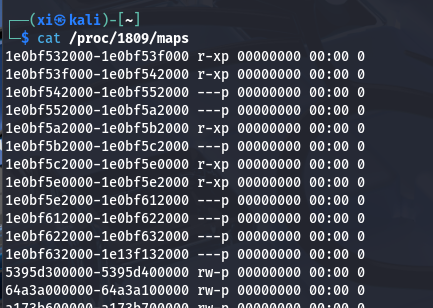 ┌──(xi㉿kali)-[~]
└─$ cat /proc/1809/maps
1e0bf532000-1e0bf53f000 r-xp 00000000 00:00 0
1e0bf53f000-1e0bf542000 r-xp 00000000 00:00 0
1e0bf542000-1e0bf552000 ---p 00000000 00:00 0
1e0bf552000-1e0bf5a2000 ---p 00000000 00:00 0
1e0bf5a2000-1e0bf5b2000 r-xp 00000000 00:00 0
1e0bf5b2000-1e0bf5c2000 ---p 00000000 00:00 0
1e0bf5c2000-1e0bf5e0000 r-xp 00000000 00:00 0
1e0bf5e0000-1e0bf5e2000 r-xp 00000000 00:00 0
1e0bf5e2000-1e0bf612000 ---p 00000000 00:00 0
1e0bf612000-1e0bf622000 ---p 00000000 00:00 0
1e0bf622000-1e0bf632000 ---p 00000000 00:00 0
1e0bf632000-1e13f132000 ---p 00000000 00:00 0
5395d300000-5395d400000 rw-p 00000000 00:00 0
64a3a000000-64a3a100000 rw-p 00000000 00:00 0
rw-p 00000000 00:00 0